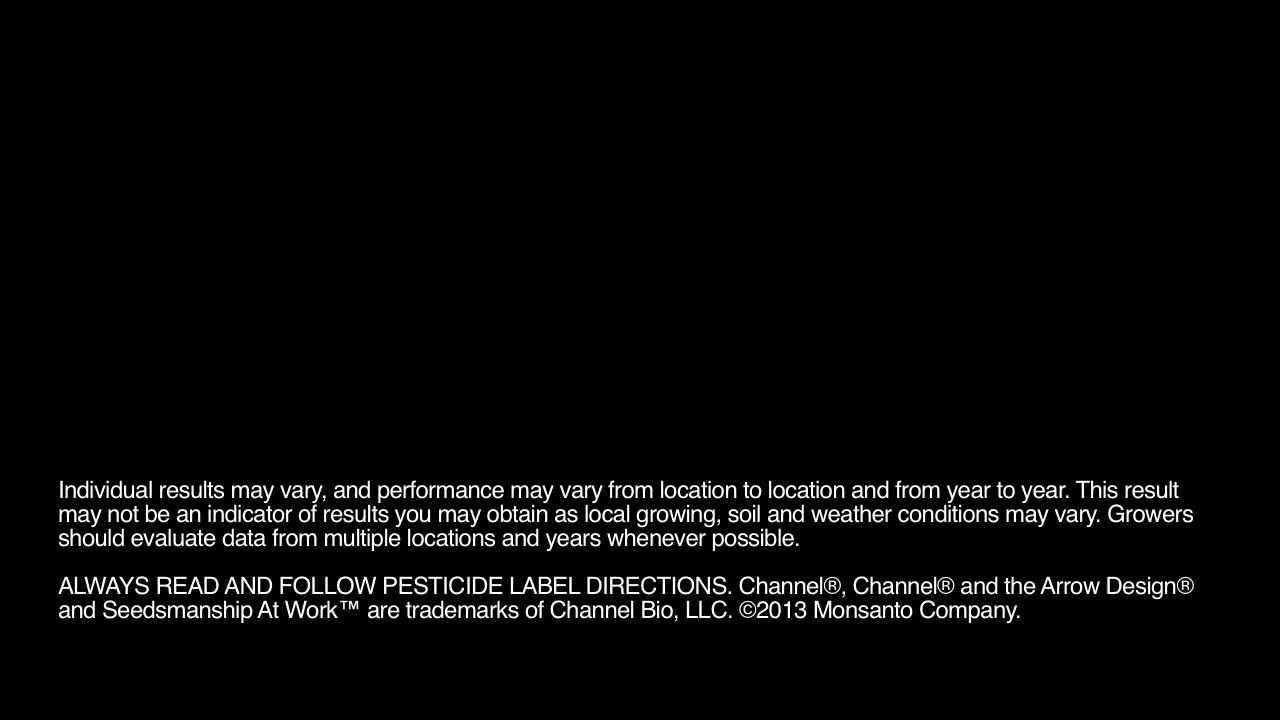 Individual results may vary, and performance may vary from location to location and from year to year. This result
may not be an indicator of results you may obtain as local growing, soil and weather conditions may vary. Growers
should evaluate data from multiple locations and years whenever possible.
ALWAYS READ AND FOLLOW PESTICIDE LABEL DIRECTIONS. Channel®, Channel® and the Arrow Design®
and Seedsmanship At Work™ are trademarks of Channel Bio, LLC. ©2013 Monsanto Company.